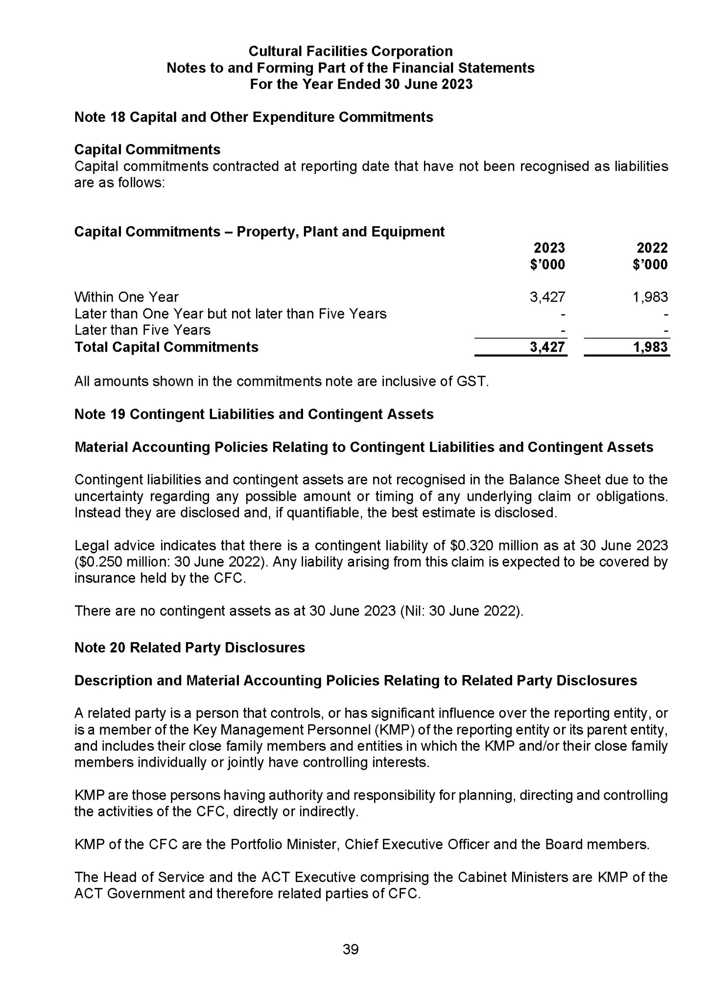 Cultural Facilities Corporation
Notes to and Forming Part of the Financial Statements
For the Year Ended 30 June 2023
Note 18 Capital and Other Expenditure Commitments
Capital Commitments
Capital commitments contracted at reporting date that have not been recognised as liabilities
are as follows:
Capital Commitments – Property, Plant and Equipment
2023 2022
$’000 $’000
Within One Year 3,427 1,983
Later than One Year but not later than Five Years - -
Later than Five Years - -
Total Capital Commitments 3,427 1,983
All amounts shown in the commitments note are inclusive of GST.
Note 19 Contingent Liabilities and Contingent Assets
Material Accounting Policies Relating to Contingent Liabilities and Contingent Assets
Contingent liabilities and contingent assets are not recognised in the Balance Sheet due to the
uncertainty regarding any possible amount or timing of any underlying claim or obligations.
Instead they are disclosed and, if quantifiable, the best estimate is disclosed.
Legal advice indicates that there is a contingent liability of $0.320 million as at 30 June 2023
($0.250 million: 30 June 2022). Any liability arising from this claim is expected to be covered by
insurance held by the CFC.
There are no contingent assets as at 30 June 2023 (Nil: 30 June 2022).
Note 20 Related Party Disclosures
Description and Material Accounting Policies Relating to Related Party Disclosures
A related party is a person that controls, or has significant influence over the reporting entity, or
is a member of the Key Management Personnel (KMP) of the reporting entity or its parent entity,
and includes their close family members and entities in which the KMP and/or their close family
members individually or jointly have controlling interests.
KMP are those persons having authority and responsibility for planning, directing and controlling
the activities of the CFC, directly or indirectly.
KMP of the CFC are the Portfolio Minister, Chief Executive Officer and the Board members.
The Head of Service and the ACT Executive comprising the Cabinet Ministers are KMP of the
ACT Government and therefore related parties of CFC.
39